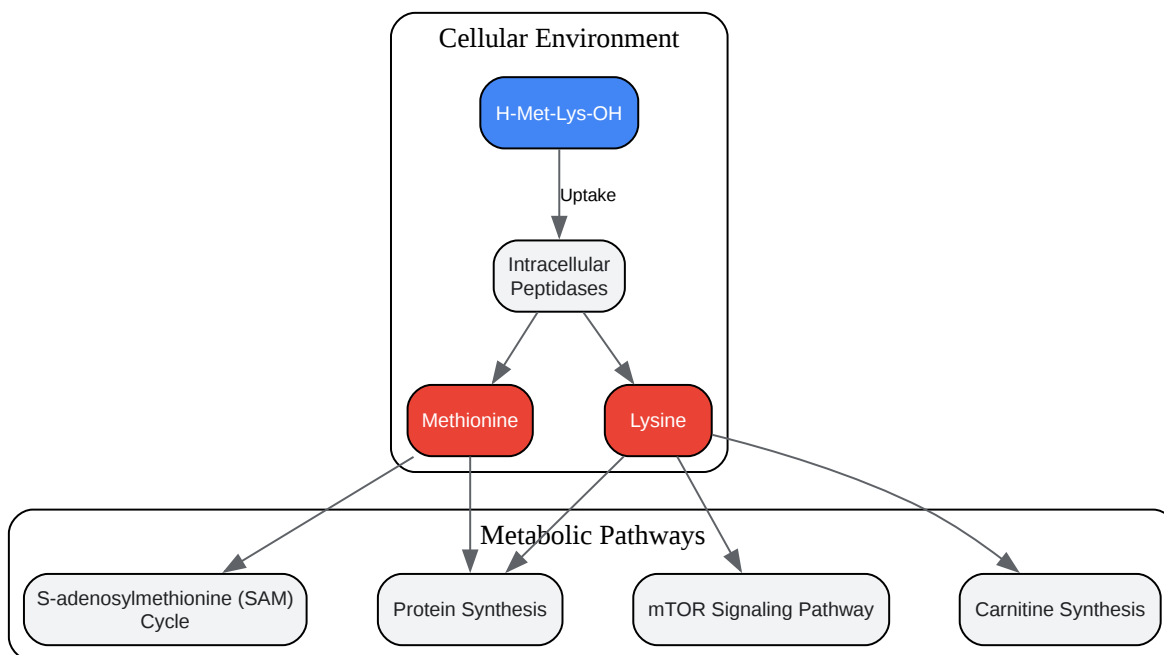 Cellular Environment
H-Met-Lys-OH
Uptake
Intracellular
Peptidases
Methionine
Lysine
Metabolic Pathways
S-adenosylmethionine (SAM)
Cycle
Protein Synthesis
mTOR Signaling Pathway
Carnitine Synthesis